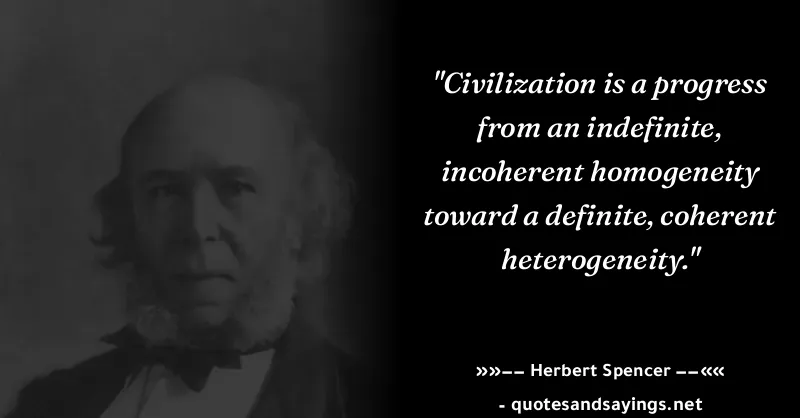 "Civilization is a progress
from an indefinite,
incoherent homogeneity
toward a definite, coherent
heterogeneity."
»»−− Herbert Spencer −−««
- quotesandsayings.net